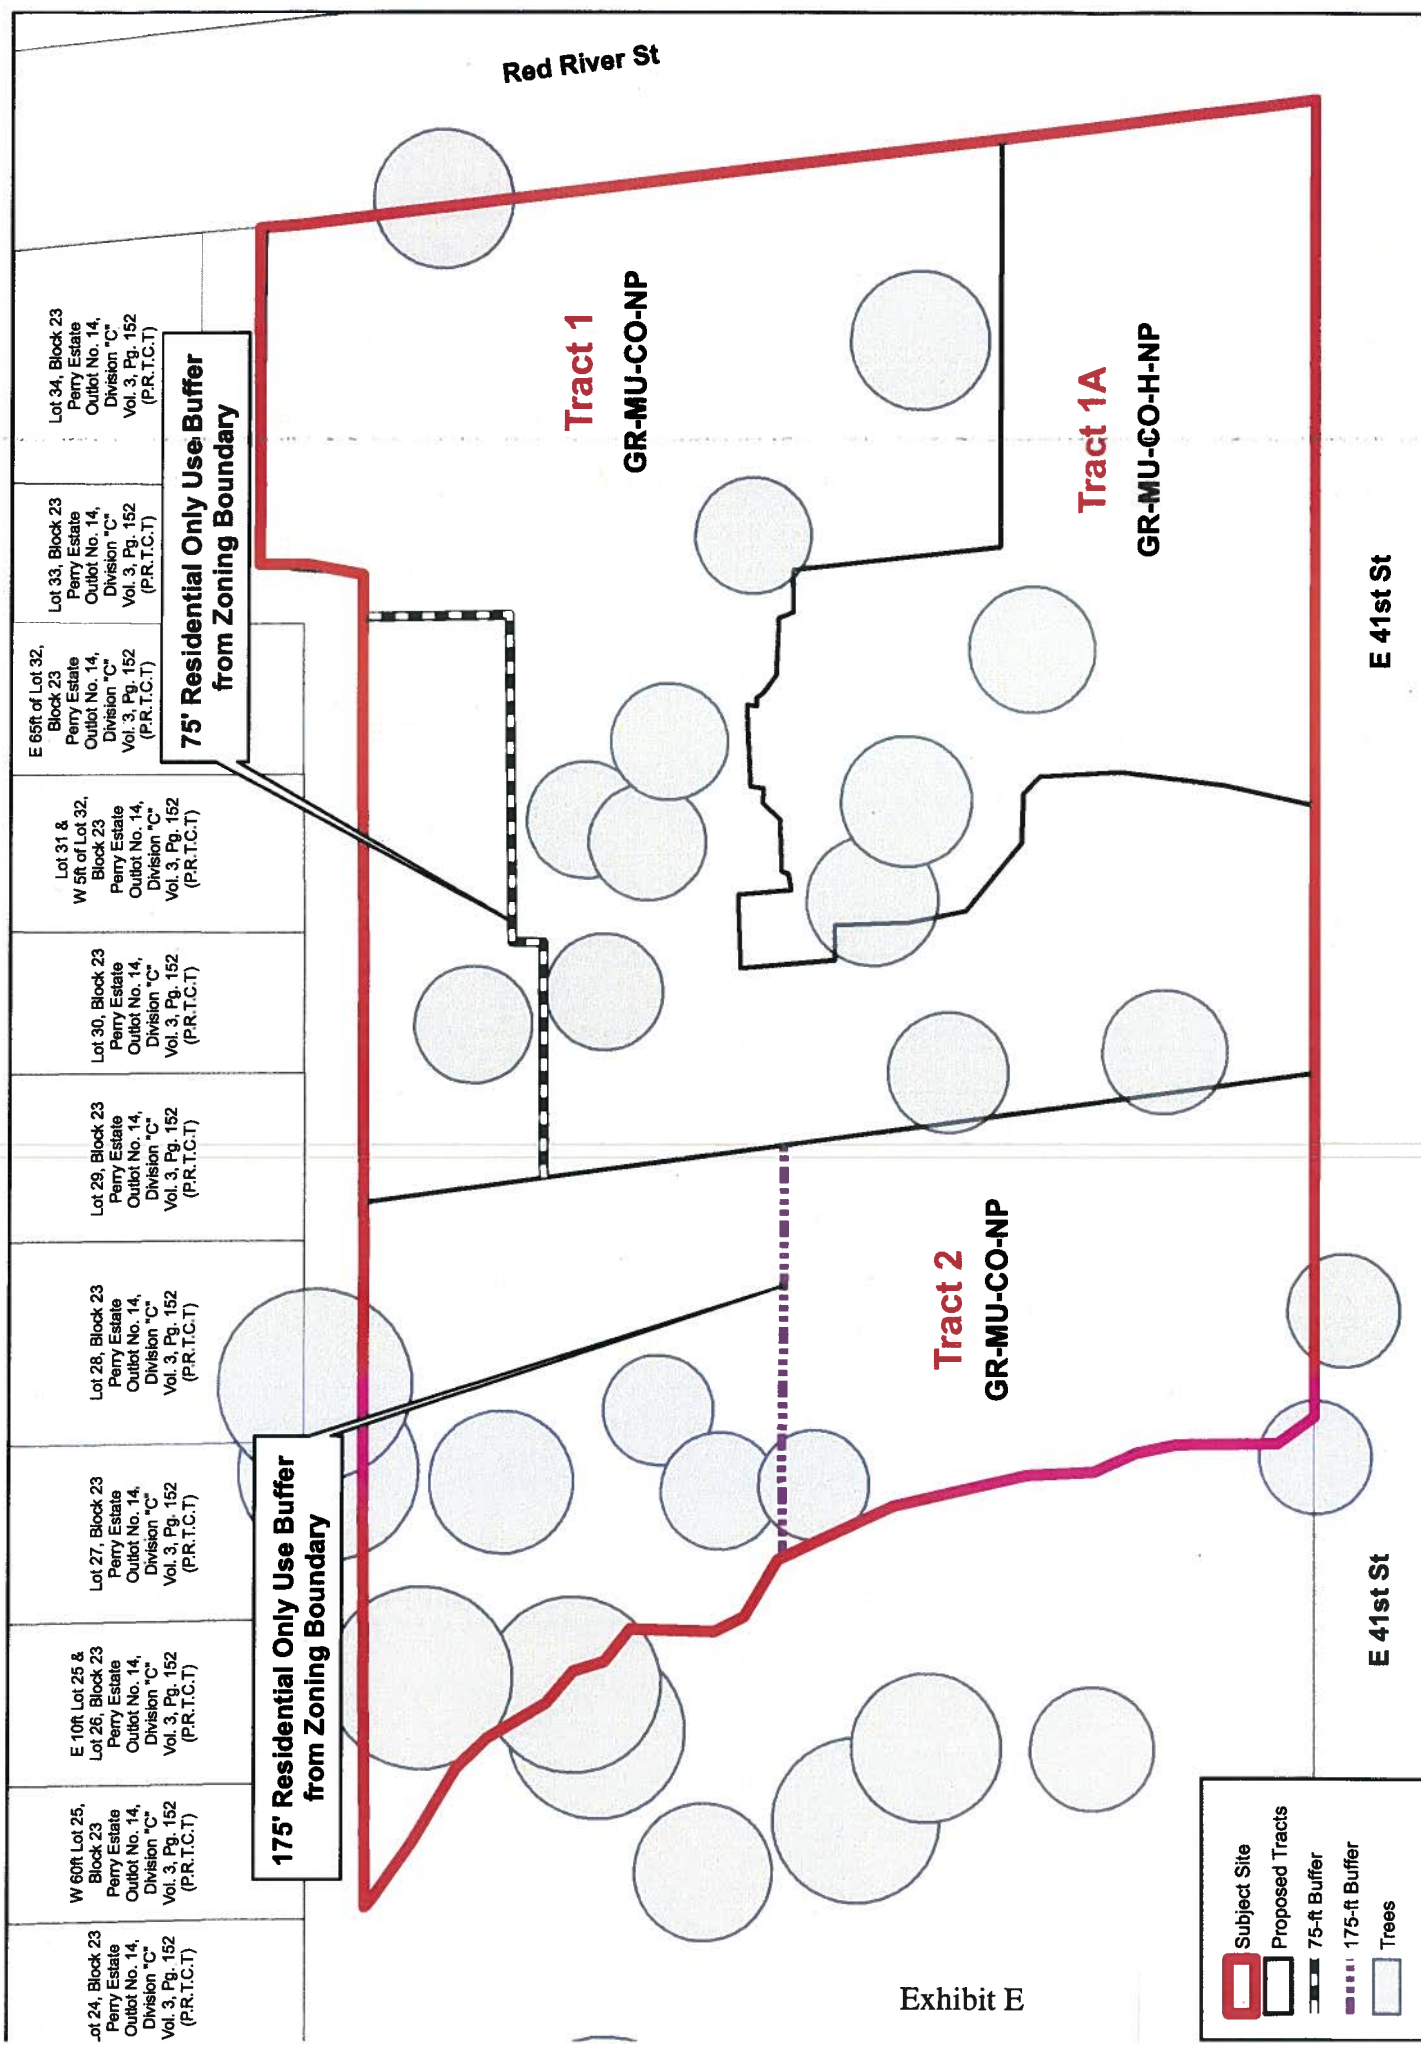 Red River St
Lot 34, Block 23
Perry Estate
Outlot No. 14,
Division "C"
Vol. 3, Pg. 152
(P.R.T.C.T)
Lot 33, Block 23
Perry Estate
Outlot No. 14,
Division "C"
Vol. 3, Pg. 152
(P.R.T.C.T)
E 65ft of Lot 32,
Block 23
Perry Estate
Outlot No. 14,
Division "C"
Vol. 3, Pg. 152
(P.R.T.C.T)
Lot 31 &
W 5ft of Lot 32,
Block 23
Perry Estate
Outlot No. 14,
Division "C"
Vol. 3, Pg. 152
(P.R.T.C.T)
Lot 30, Block 23
Perry Estate
Outlot No. 14,
Division "C"
Vol. 3, Pg. 152
(P.R.T.C.T)
Lot 29, Block 23
Perry Estate
Outlot No. 14,
Division "C"
Vol. 3, Pg. 152
(P.R.T.C.T)
Lot 28, Block 23
Perry Estate
Outlot No. 14,
Division "C"
Vol. 3, Pg. 152
(P.R.T.C.T)
Lot 27, Block 23
Perry Estate
Outlot No. 14,
Division "C"
Vol. 3, Pg. 152
(P.R.T.C.T)
E 10ft Lot 25 &
Lot 26, Block 23
Perry Estate
Outlot No. 14,
Division "C"
Vol. 3, Pg. 152
(P.R.T.C.T)
W 60ft Lot 25,
Block 23
Perry Estate
Outlot No. 14,
Division "C"
Vol. 3, Pg. 152
(P.R.T.C.T)
ot 24, Block 23
Perry Estate
Outlot No. 14,
Division "C"
Vol. 3, Pg. 152
(P.R.T.C.T)
75' Residential Only Use Buffer
from Zoning Boundary
175' Residential Only Use Buffer
from Zoning Boundary
Tract 1
GR-MU-CO-NP
Tract 1A
GR-MU-CO-H-NP
Tract 2
GR-MU-CO-NP
E 41st St
E 41st St
Subject Site
Proposed Tracts
75-ft Buffer
175-ft Buffer
Trees
Exhibit E